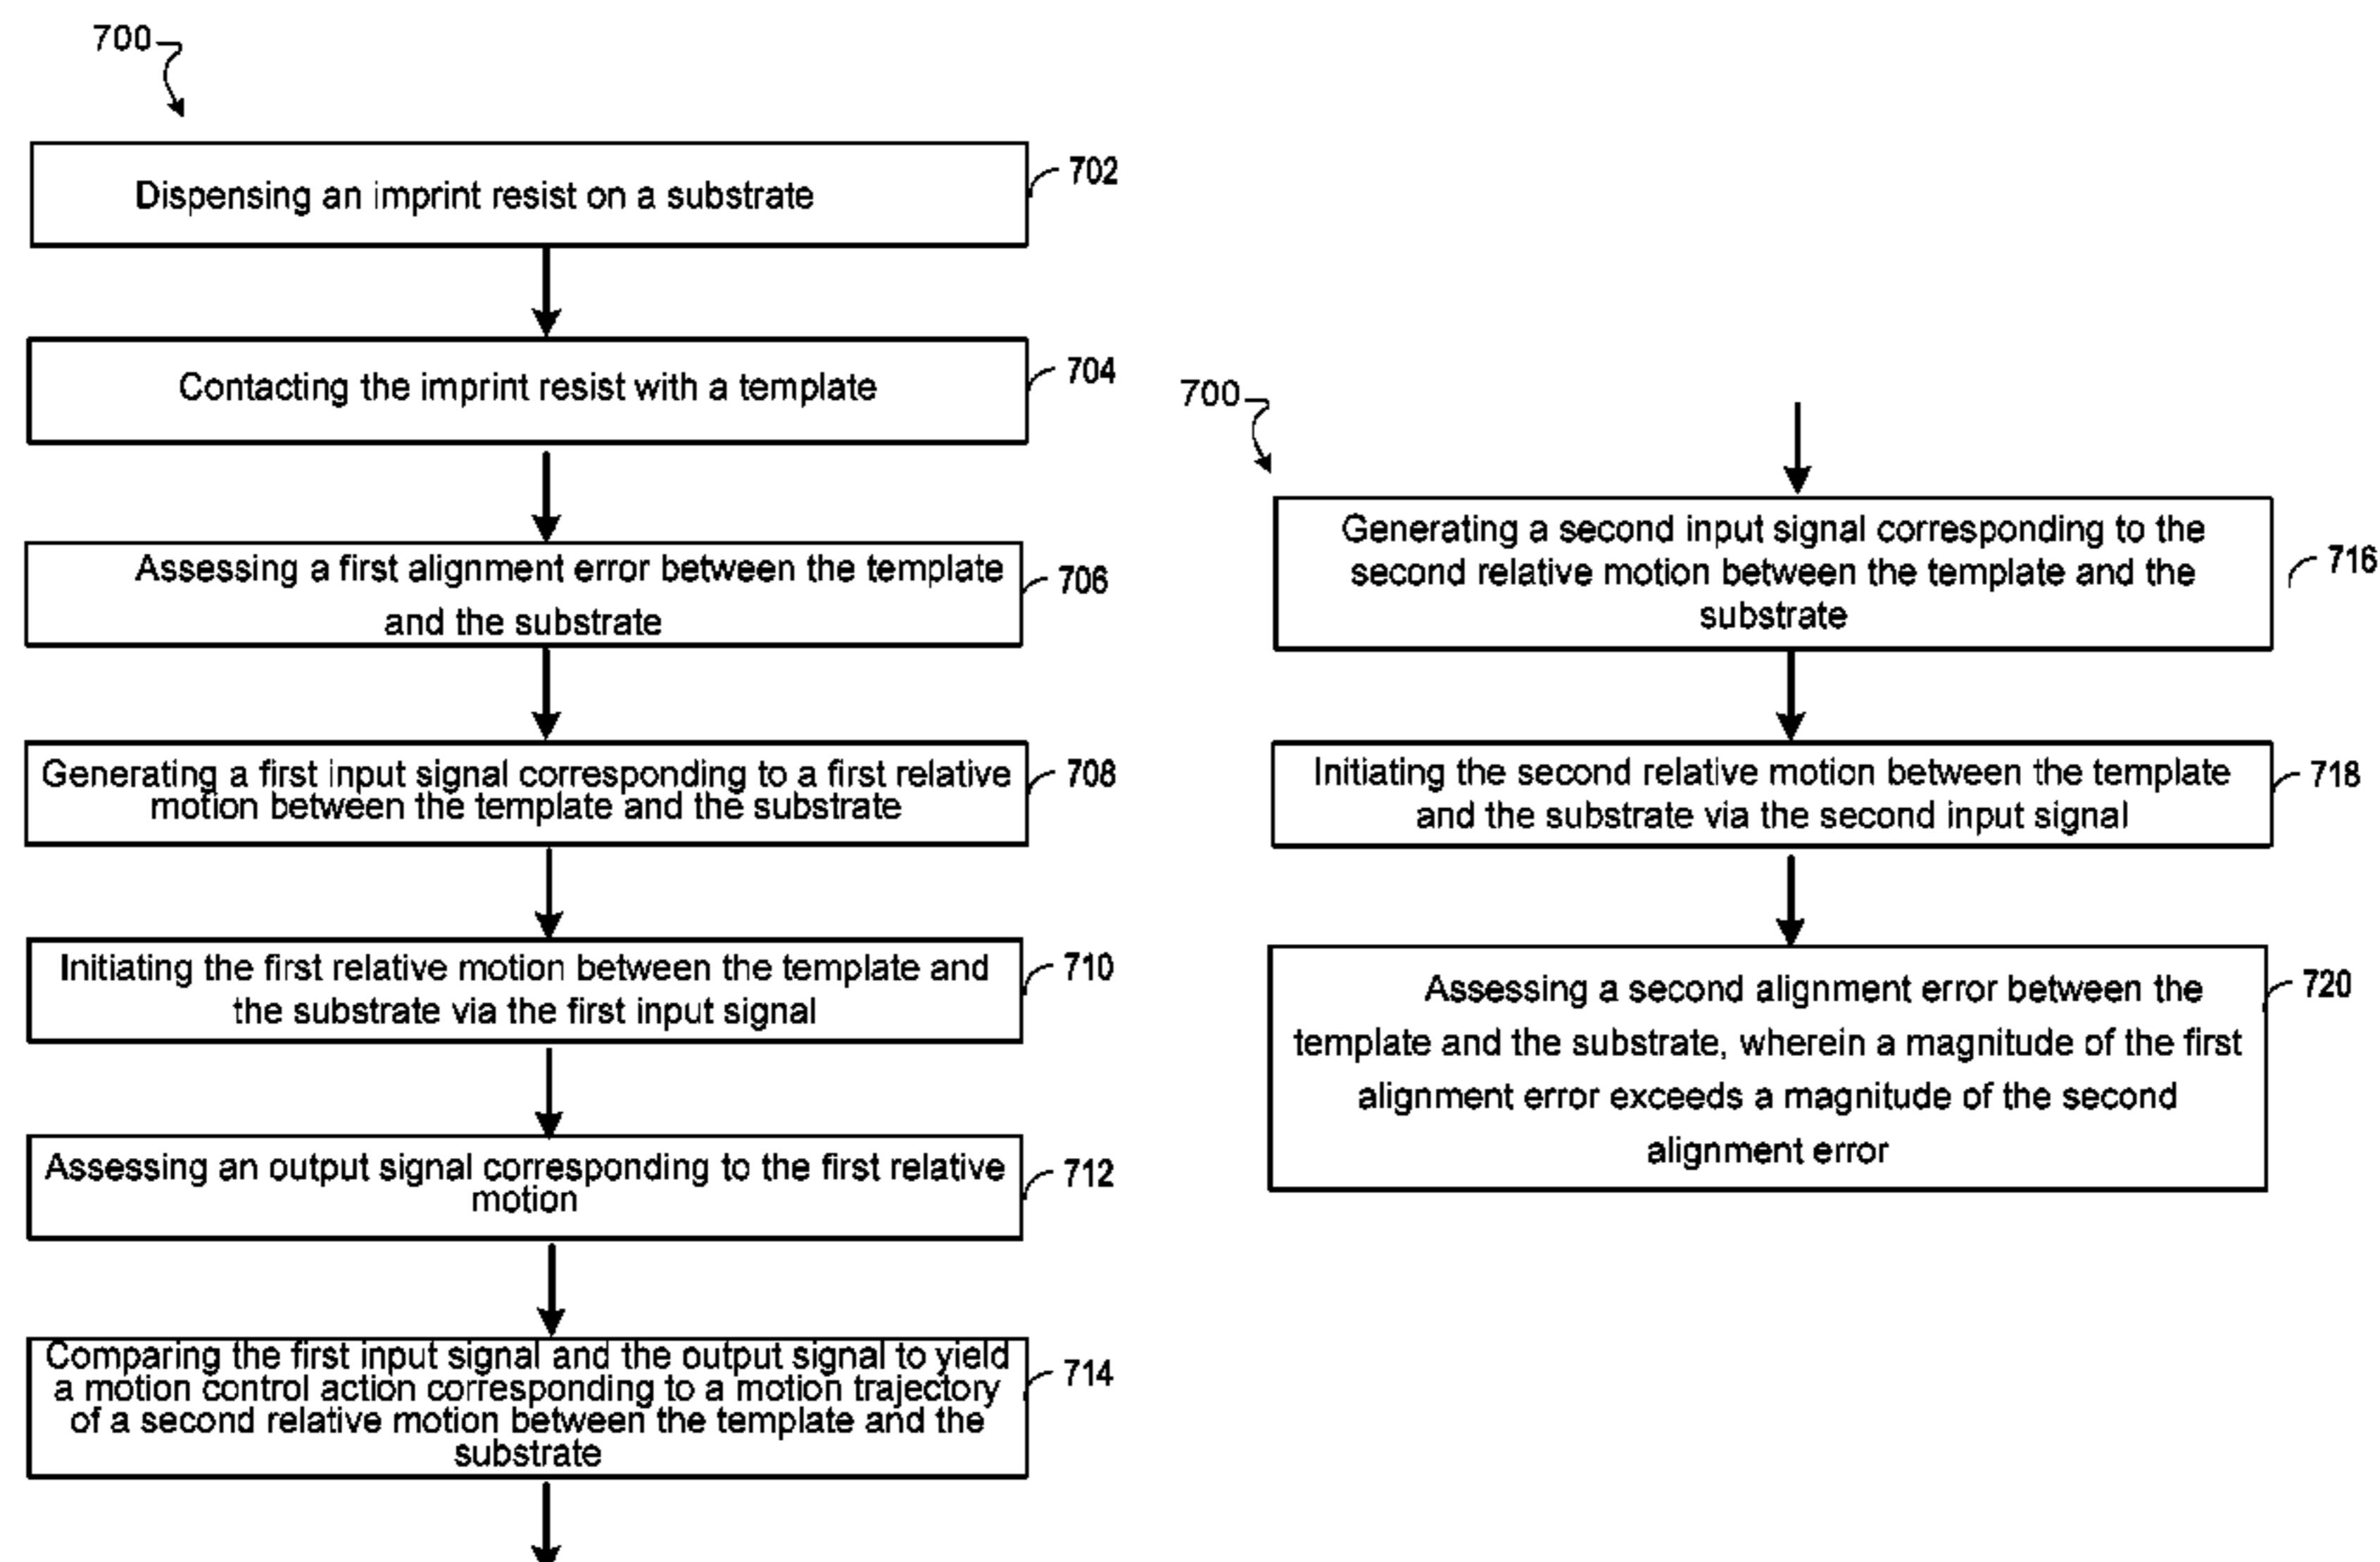 700
Dispensing an imprint resist on a substrate
702
Contacting the imprint resist with a template
704
Assessing a first alignment error between the template
and the substrate
706
Generating a first input signal corresponding to a first relative
motion between the template and the substrate
708
Initiating the first relative motion between the template and
the substrate via the first input signal
710
Assessing an output signal corresponding to the first relative
motion
712
Comparing the first input signal and the output signal to yield
a motion control action corresponding to a motion trajectory
of a second relative motion between the template and the
substrate
714
700
Generating a second input signal corresponding to the
second relative motion between the template and the
substrate
716
Initiating the second relative motion between the template
and the substrate via the second input signal
718
Assessing a second alignment error between the
template and the substrate, wherein a magnitude of the first
alignment error exceeds a magnitude of the second
alignment error
720